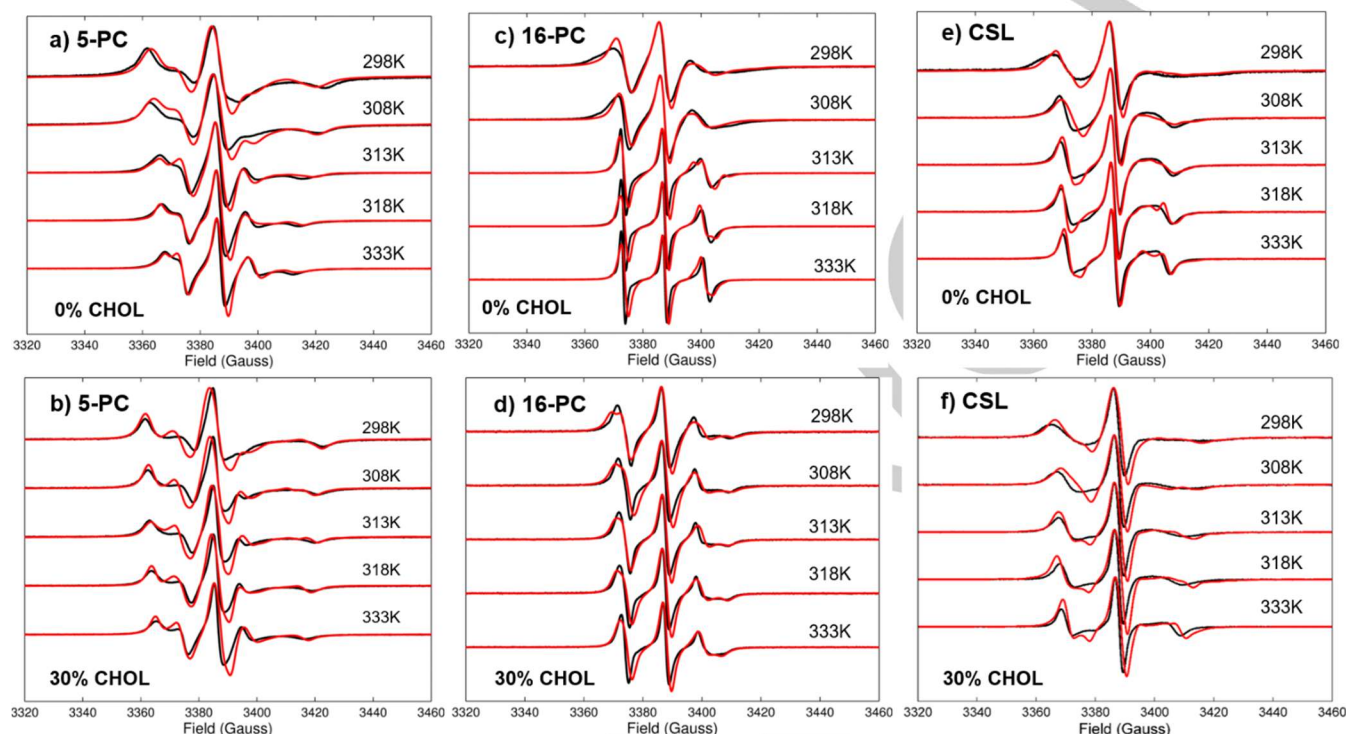 a) 5-PC
298K
308K
313K
318K
333K
0% CHOL
3320 3340 3360 3380 3400 3420 3440 3460
Field (Gauss)
c) 16-PC
298K
308K
313K
318K
333K
0% CHOL
3320 3340 3360 3380 3400 3420 3440 3460
Field (Gauss)
e) CSL
298K
308K
313K
318K
333K
0% CHOL
3320 3340 3360 3380 3400 3420 3440 3460
Field (Gauss)
b) 5-PC
298K
308K
313K
318K
333K
30% CHOL
3320 3340 3360 3380 3400 3420 3440 3460
Field (Gauss)
d) 16-PC
298K
308K
313K
318K
333K
30% CHOL
3320 3340 3360 3380 3400 3420 3440 3460
Field (Gauss)
f) CSL
298K
308K
313K
318K
333K
30% CHOL
3320 3340 3360 3380 3400 3420 3440 3460
Field (Gauss)